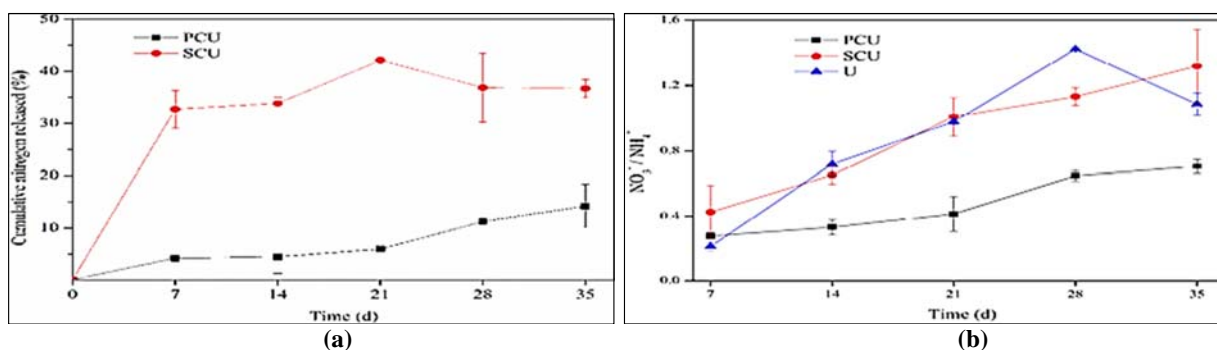 50
40
30
20
10
0
7
14
21
28
35
Time (d)
Cumulative nitrogen released (%)
PCU
SCU
(a)
1.6
1.2
0.8
0.4
0.0
7
14
21
28
35
Time (d)
NO₃⁻ / NH₄⁺
PCU
SCU
U
(b)